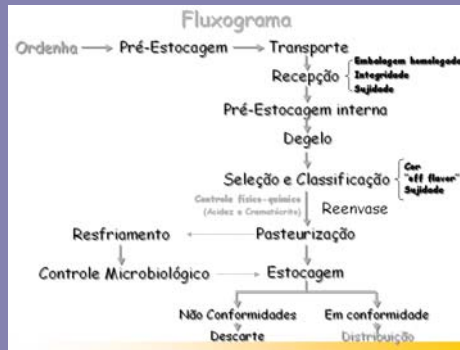 Fluxograma
Ordenha Pré-Estocagem Transporte
Embalagem homologada
Recepção Integridade
Sujidade
Pré-Estocagem interna
Degelo
Cor
Seleção e Classificação "off flavor"
Sujidade
Controle físico-químico
(Acidez e Crematócrito) Reenvase
Resfriamento Pasteurização
Controle Microbiológico Estocagem
Não Conformidades Em conformidade
Descarte Distribuição